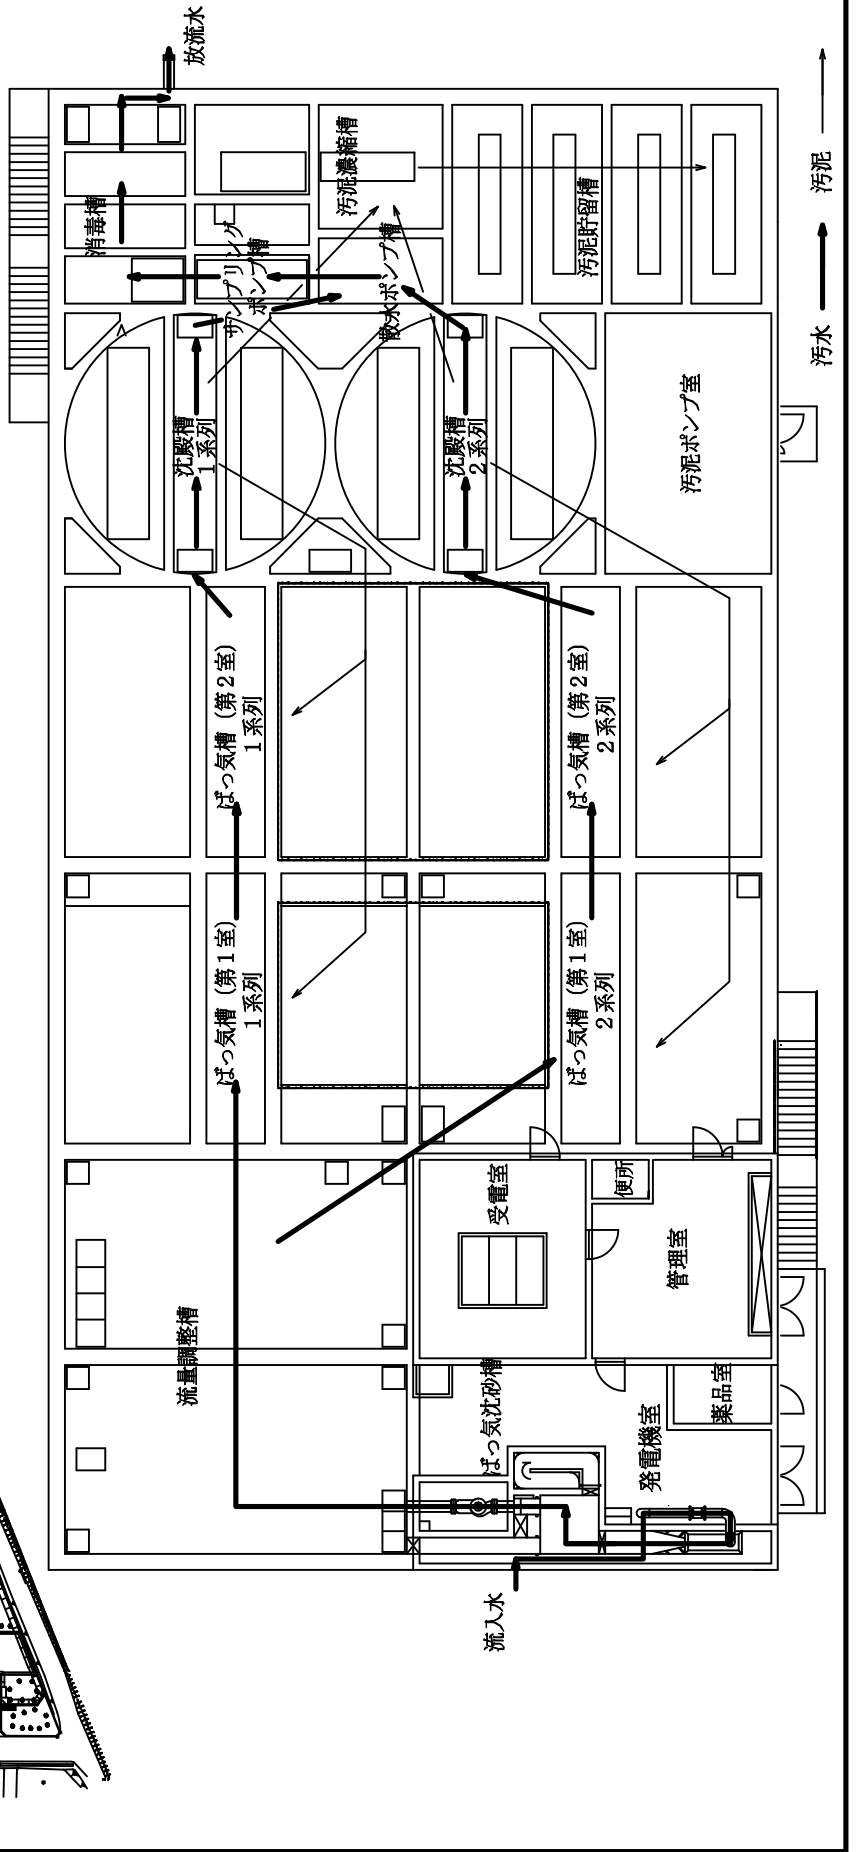 流入水
ばっ気沈砂槽
発電機室
薬品室
流量調整槽
受電室
便所
管理室
ばっ気槽（第１室）
１系列
ばっ気槽（第１室）
２系列
ばっ気槽（第２室）
１系列
ばっ気槽（第２室）
２系列
沈殿槽
１系列
沈殿槽
２系列
汚泥ポンプ室
サンプリング
ポンプ槽
散水ポンプ槽
消毒槽
汚泥濃縮槽
汚泥貯留槽
放流水
汚水
汚泥